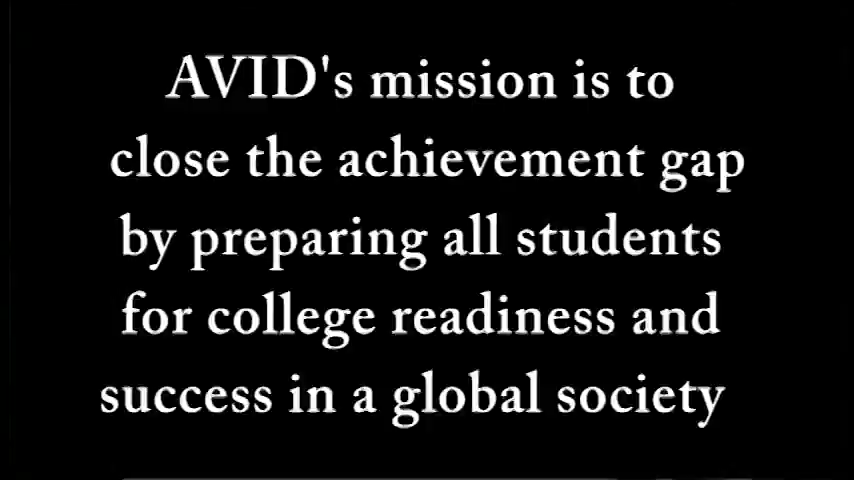 AVID's mission is to
close the achievement gap
by preparing all students
for college readiness and
success in a global society